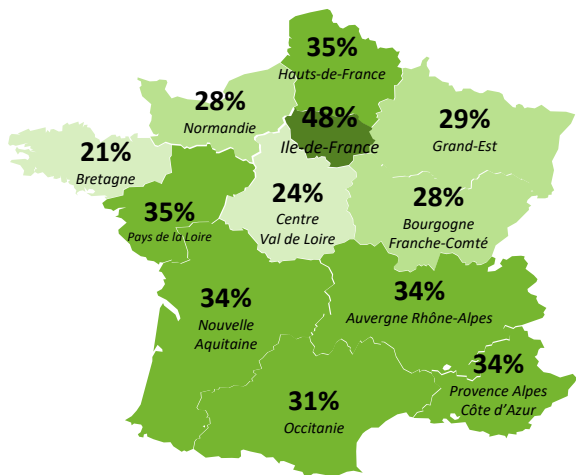 35%
Hauts-de-France
28%
Normandie
48%
Ile-de-France
29%
Grand-Est
21%
Bretagne
35%
Pays de la Loire
24%
Centre
Val de Loire
28%
Bourgogne
Franche-Comté
34%
Nouvelle
Aquitaine
34%
Auvergne Rhône-Alpes
34%
Provence Alpes
Côte d'Azur
31%
Occitanie